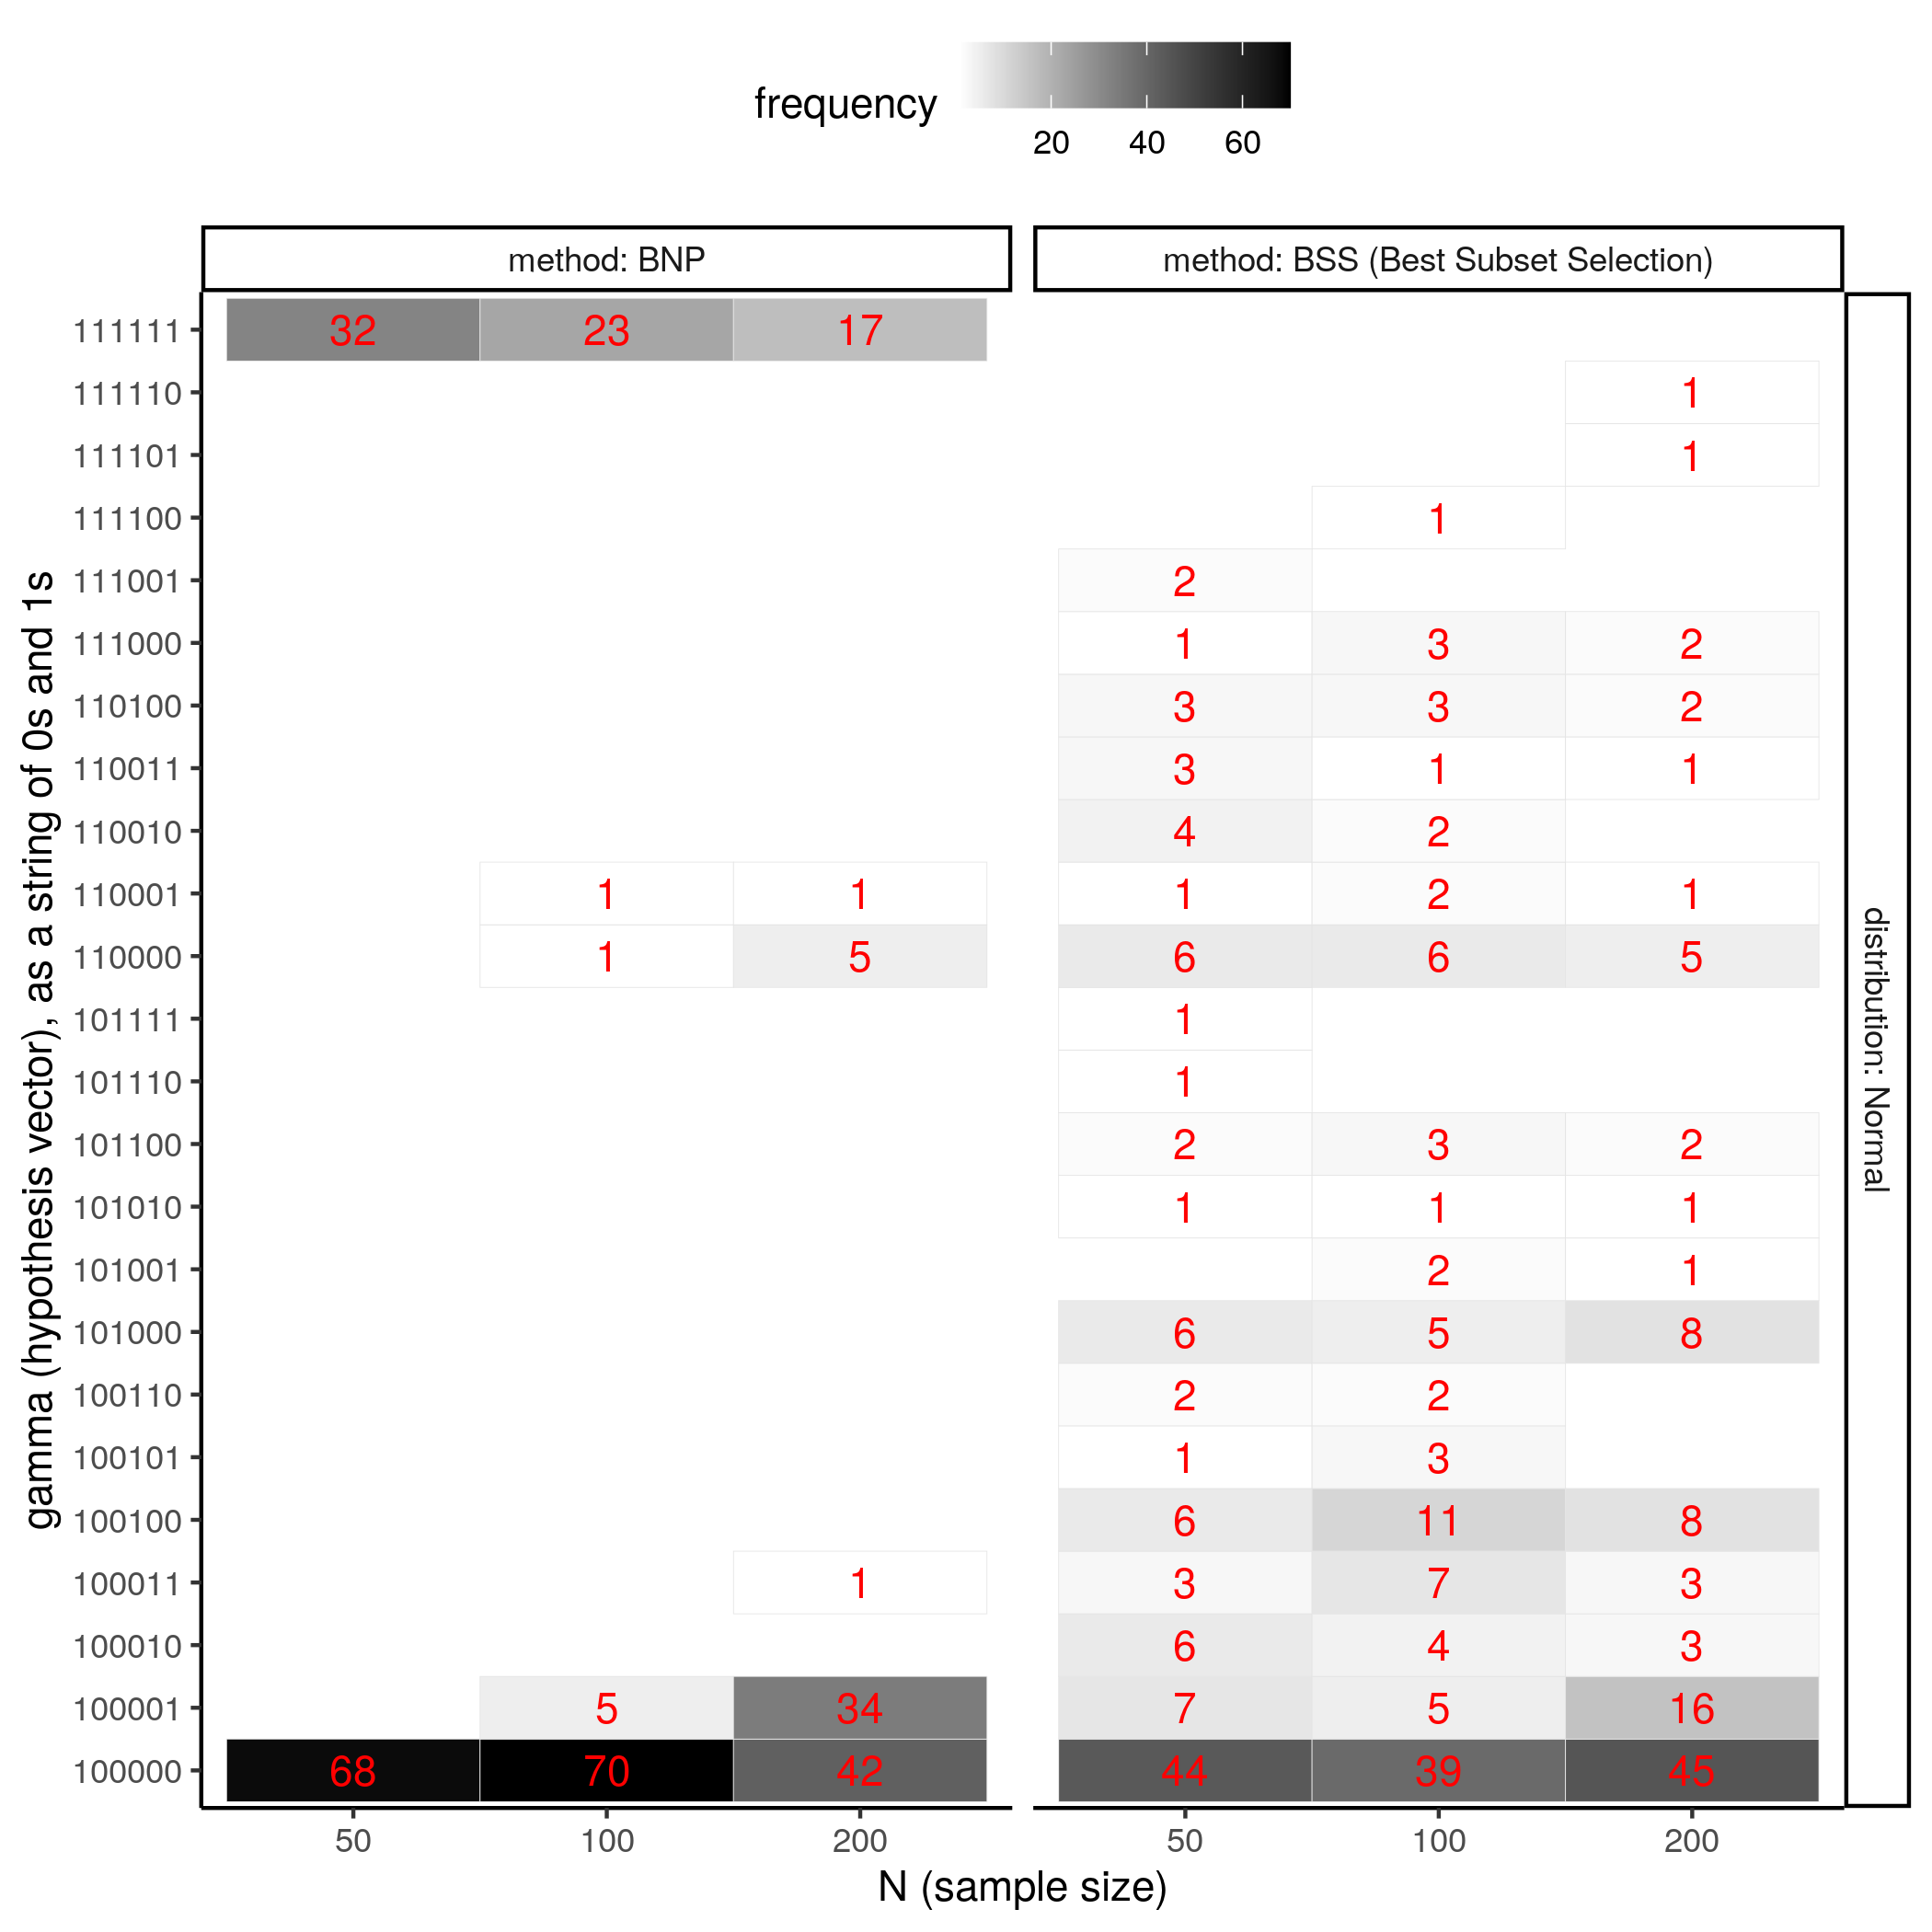 frequency
20 40 60
method: BNP
method: BSS (Best Subset Selection)
distribution: Normal
gamma (hypothesis vector), as a string of 0s and 1s
111111 32 23 17
111110 1
111101 1
111100 1
111001 2
111000 1 3 2
110100 3 3 2
110011 3 1 1
110010 4 2
110001 1 1 1 2 1
110000 1 5 6 6 5
101111 1
101110 1
101100 2 3 2
101010 1 1 1
101001 2 1
101000 6 5 8
100110 2 2
100101 1 3
100100 6 11 8
100011 1 3 7 3
100010 6 4 3
100001 5 34 7 5 16
100000 68 70 42 44 39 45
50 100 200 50 100 200
N (sample size)